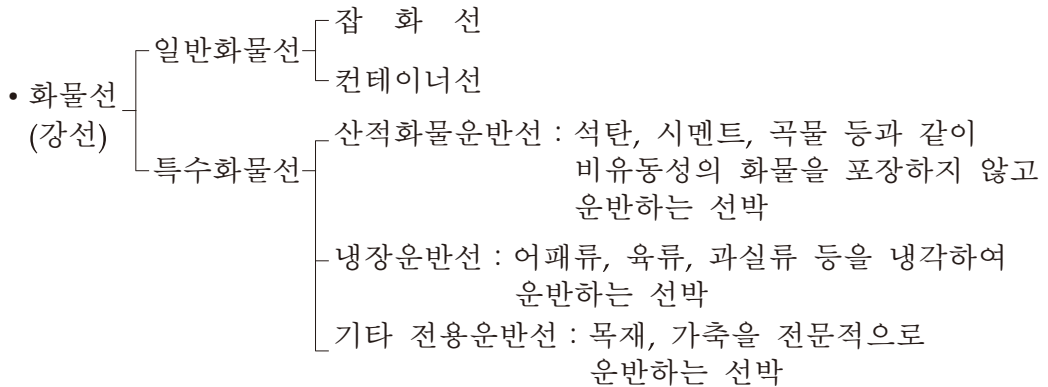 잡 화 선
일반화물선
컨테이너선
• 화물선
(강선)
산적화물운반선 : 석탄, 시멘트, 곡물 등과 같이
특수화물선
비유동성의 화물을 포장하지 않고
운반하는 선박
냉장운반선 : 어패류, 육류, 과실류 등을 냉각하여
운반하는 선박
기타 전용운반선 : 목재, 가축을 전문적으로
운반하는 선박